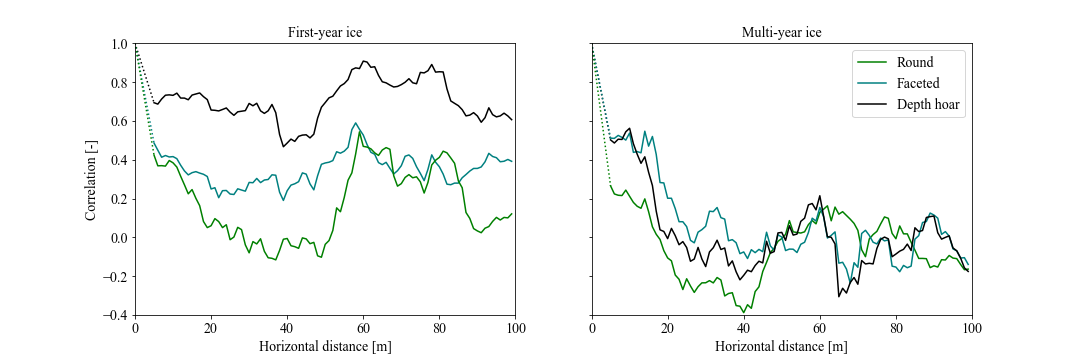 First-year ice
Multi-year ice
1.0
0.8
0.6
0.4
0.2
0.0
−0.2
−0.4
Correlation [-]
Round
Faceted
Depth hoar
0 20 40 60 80 100
0 20 40 60 80 100
Horizontal distance [m]
Horizontal distance [m]